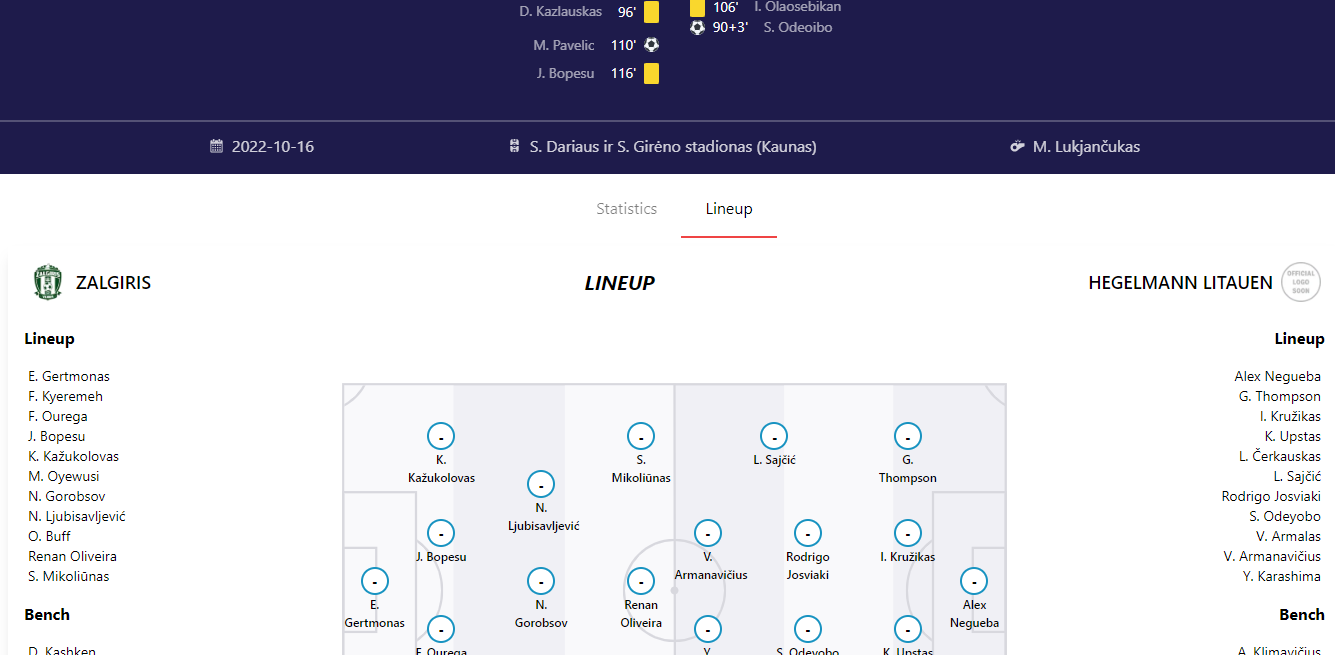 D. Kazlauskas 96'
106' I. Olaosebikan
90+3' S. Odeoibo
M. Pavelic 110'
J. Bopesu 116'
2022-10-16
S. Dariaus ir S. Girėno stadionas (Kaunas)
M. Lukjančukas
Statistics
Lineup
ZALGIRIS
LINEUP
HEGELMANN LITAUEN
OFFICIAL
LOGO
SOON
Lineup
E. Gertmonas
F. Kyeremeh
F. Ourega
J. Bopesu
K. Kažukolovas
M. Oyewusi
N. Gorobsov
N. Ljubisavljević
O. Buff
Renan Oliveira
S. Mikoliūnas
Bench
D. Kashken
K.
Kažukolovas
N.
Ljubisavljević
S.
Mikoliūnas
L. Sajčić
G.
Thompson
J. Bopesu
V.
Armanavičius
Rodrigo
Josviaki
I. Kružikas
E.
Gertmonas
N.
Gorobsov
Renan
Oliveira
Alex
Negueba
F. Ourega
Y.
S. Odeyobo
K. Upstas
Lineup
Alex Negueba
G. Thompson
I. Kružikas
K. Upstas
L. Čerkauskas
L. Sajčić
Rodrigo Josviaki
S. Odeyobo
V. Armalas
V. Armanavičius
Y. Karashima
Bench
A. Klimavičius